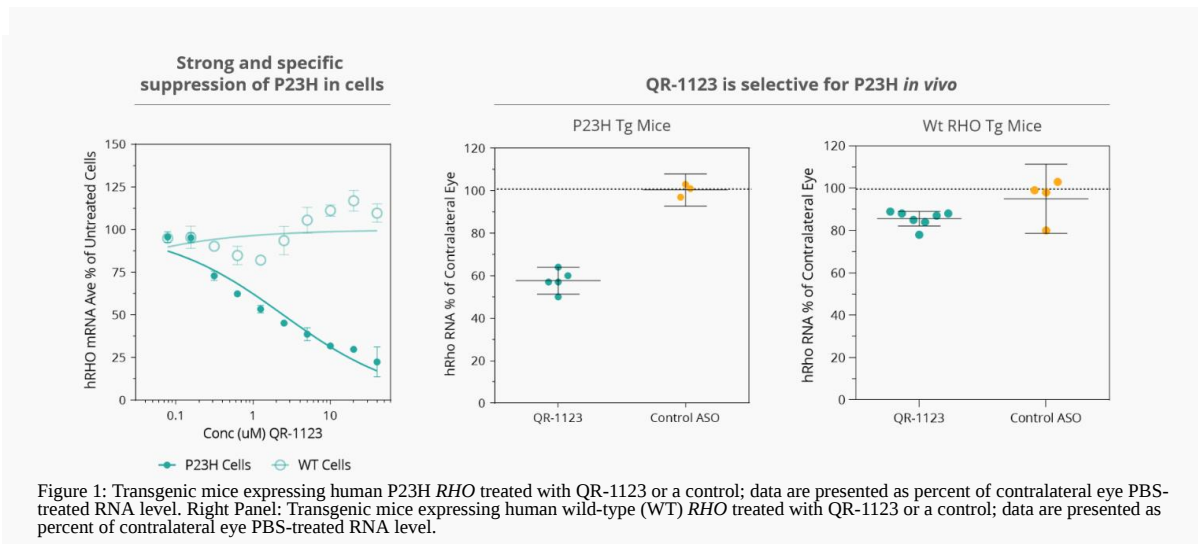 Strong and specific
suppression of P23H in cells
QR-1123 is selective for P23H in vivo
P23H Tg Mice
Wt RHO Tg Mice
hRHO mRNA Ave % of Untreated Cells
150
125
100
75
50
25
0
0.1
1
10
Conc (uM) QR-1123
P23H Cells
WT Cells
hRho RNA % of Contralateral Eye
120
100
80
60
40
20
0
QR-1123
Control ASO
hRho RNA % of Contralateral Eye
120
100
80
60
40
20
0
QR-1123
Control ASO
Figure 1: Transgenic mice expressing human P23H RHO treated with QR-1123 or a control; data are presented as percent of contralateral eye PBS-
treated RNA level. Right Panel: Transgenic mice expressing human wild-type (WT) RHO treated with QR-1123 or a control; data are presented as
percent of contralateral eye PBS-treated RNA level.